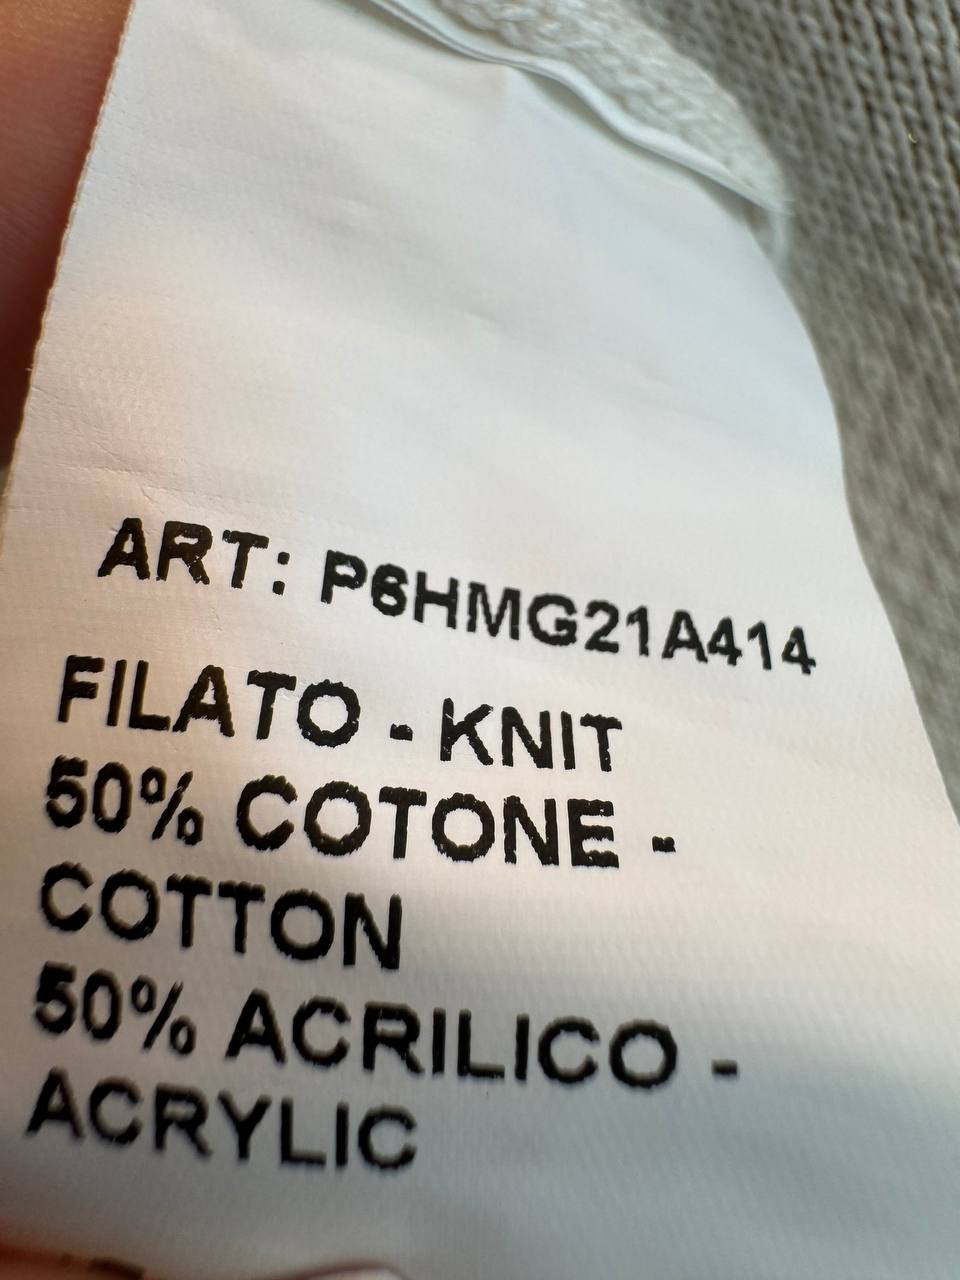 ART: P6HMG21A414
FILATO - KNIT
50% COTONE -
COTTON
50% ACRILICO -
ACRYLIC